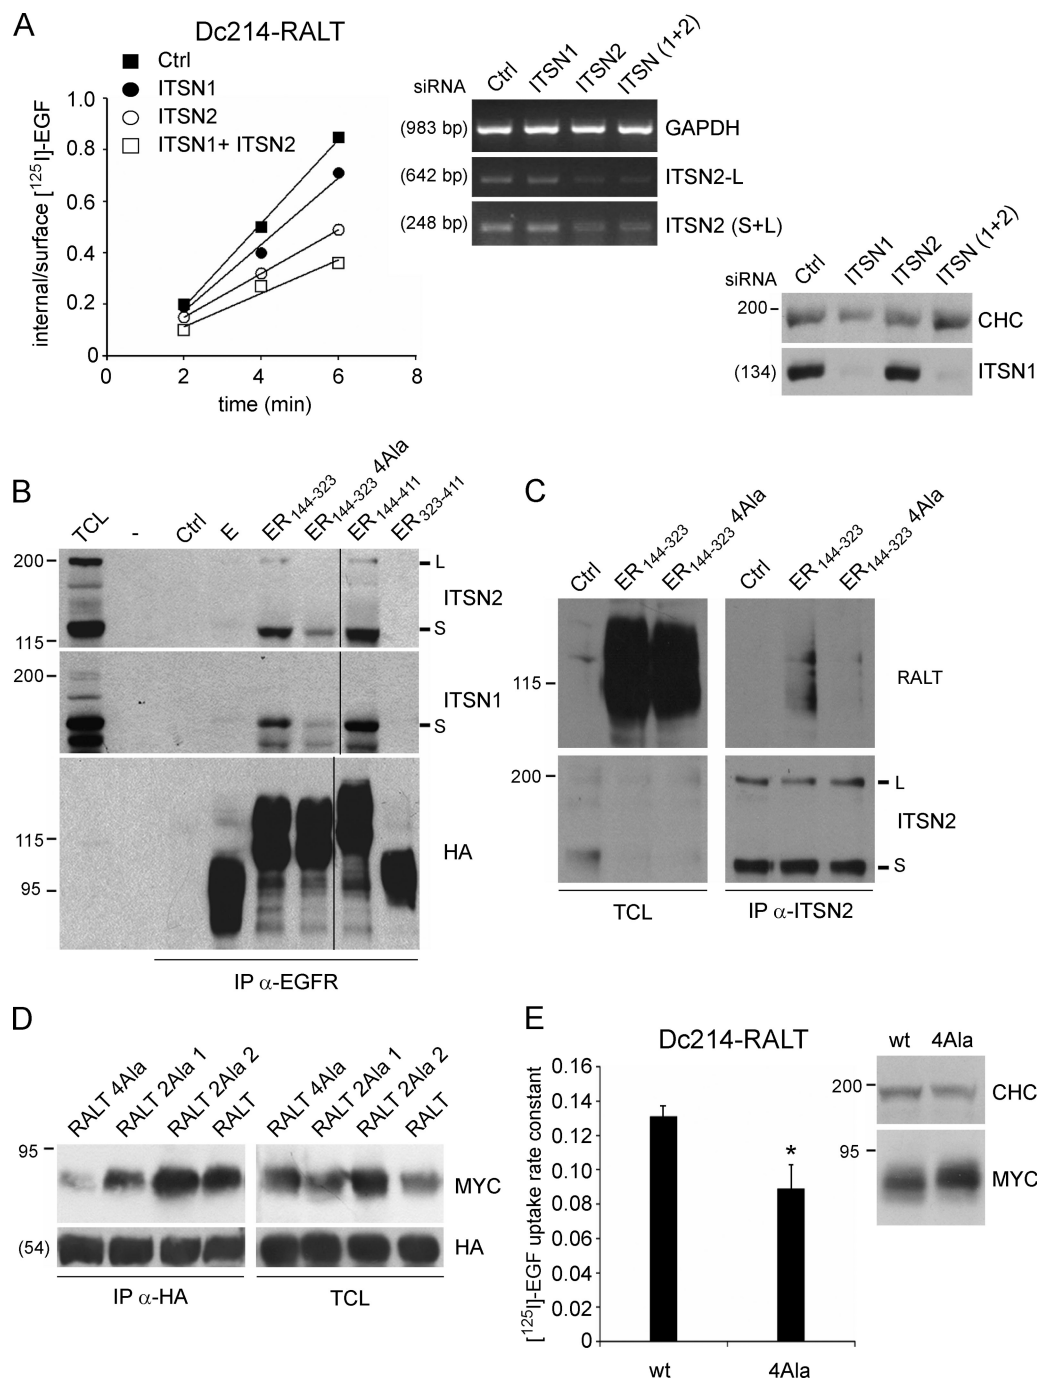 A
Dc214-RALT
Ctrl
ITSN1
ITSN2
ITSN1+ ITSN2
internal/surface [125I]-EGF
1.0
0.8
0.6
0.4
0.2
0
0 2 4 6 8
time (min)
siRNA Ctrl ITSN1 ITSN2 ITSN (1+2)
(983 bp) GAPDH
(642 bp) ITSN2-L
(248 bp) ITSN2 (S+L)
siRNA Ctrl ITSN1 ITSN2 ITSN (1+2)
200 CHC
(134) ITSN1
B
TCL - Ctrl E ER144-323 ER144-323 4Ala ER144-411 ER323-411
200 L
ITSN2
115 S
200
ITSN1
S
115 HA
95
IP α-EGFR
C
Ctrl ER144-323 ER144-323 4Ala Ctrl ER144-323 ER144-323 4Ala
115 RALT
200 L
ITSN2
S
TCL IP α-ITSN2
D
RALT 4Ala RALT 2Ala 1 RALT 2Ala 2 RALT RALT 4Ala RALT 2Ala 1 RALT 2Ala 2 RALT
95
MYC
(54) HA
IP α-HA TCL
E
Dc214-RALT
[125I]-EGF uptake rate constant
0.16
0.14
0.12
0.10
0.08
0.06
0.04
0.02
0
*
wt 4Ala
wt 4Ala
200 CHC
95
MYC